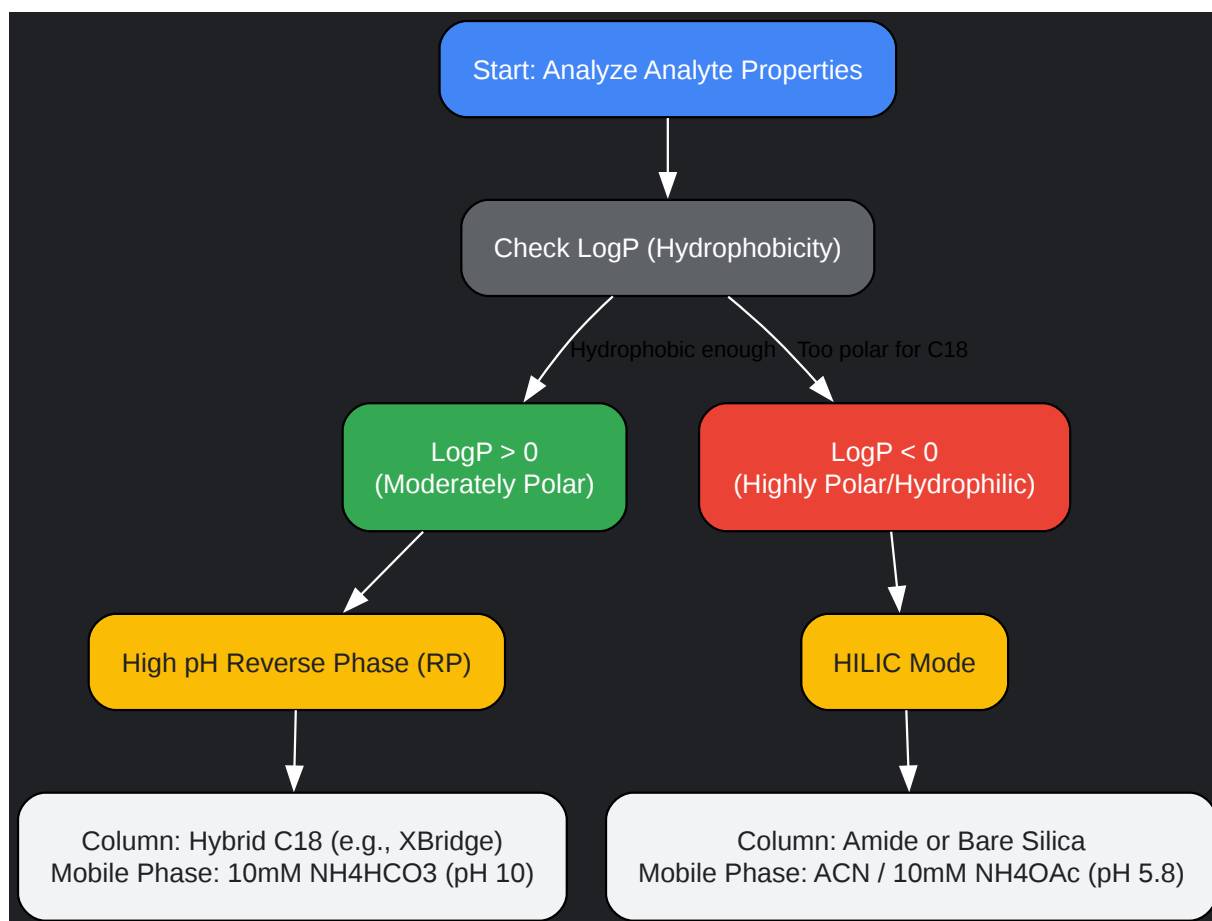 Start: Analyze Analyte Properties
Check LogP (Hydrophobicity)
Hydrophobic enough
Too polar for C18
LogP > 0
(Moderately Polar)
LogP < 0
(Highly Polar/Hydrophilic)
High pH Reverse Phase (RP)
HILIC Mode
Column: Hybrid C18 (e.g., XBridge)
Mobile Phase: 10mM NH4HCO3 (pH 10)
Column: Amide or Bare Silica
Mobile Phase: ACN / 10mM NH4OAc (pH 5.8)